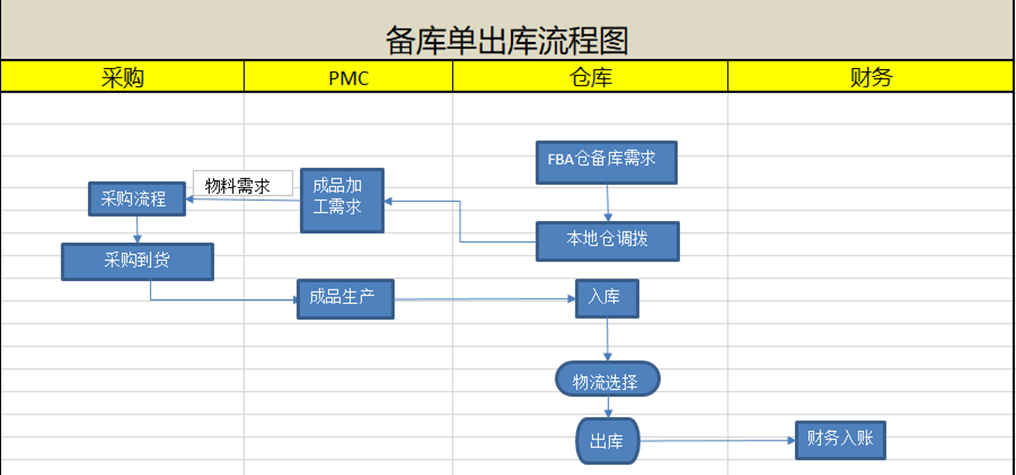 备库单出库流程图
采购
PMC
仓库
财务
FBA仓备库需求
物料需求
成品加
工需求
采购流程
本地仓调拨
采购到货
成品生产
入库
物流选择
出库
财务入账